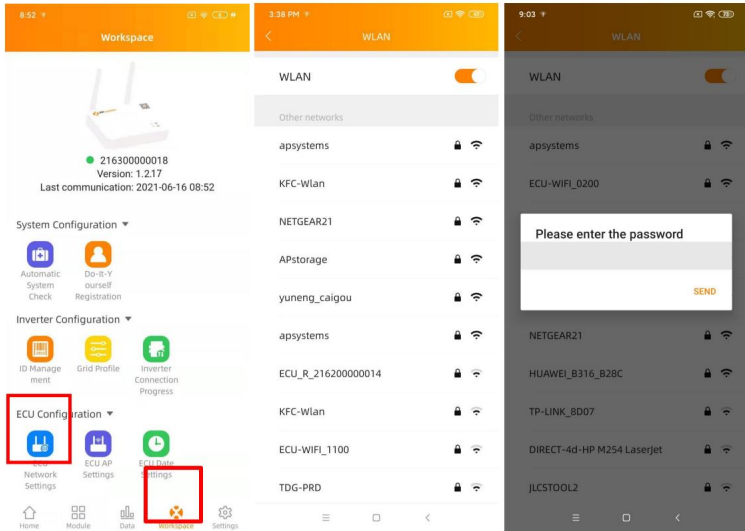 8:52
Workspace
216300000018
Version: 1.2.17
Last communication: 2021-06-16 08:52
System Configuration ▼
Automatic
System
Check
Do-It-Y
ourself
Registration
Inverter Configuration ▼
ID Manage
ment
Grid Profile
Inverter
Connection
Progress
ECU Configuration ▼
ECU
Network
Settings
ECU AP
Settings
ECU Date
Settings
Home
Module
Data
Workspace
Settings
3:38 PM
WLAN
WLAN
Other networks
apsystems
KFC-Wlan
NETGEAR21
APstorage
yuneng_caigou
apsystems
ECU_R_216200000014
KFC-Wlan
ECU-WIFI_1100
TDG-PRD
9:03
78
WLAN
WLAN
Other networks
apsystems
ECU-WIFI_0200
Please enter the password
SEND
NETGEAR21
HUAWEI_B316_B28C
TP-LINK_8D07
DIRECT-4d-HP M254 LaserJet
JLCSTOOL2